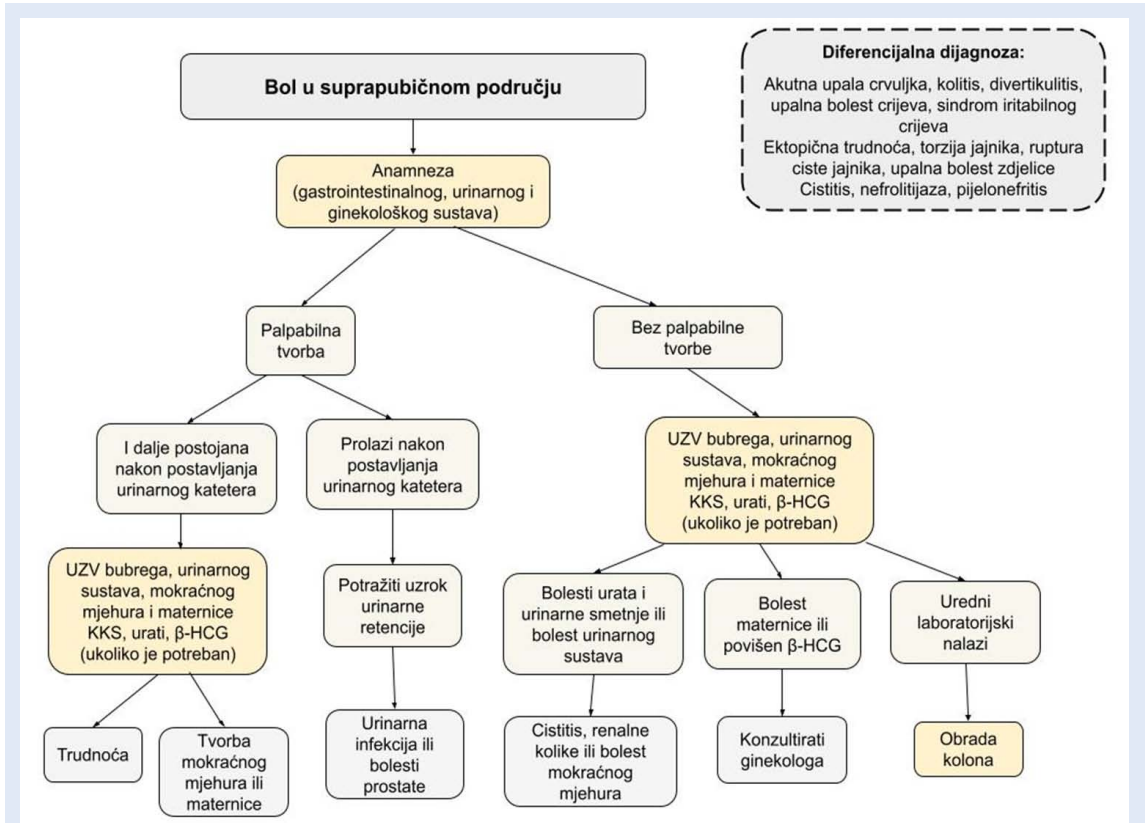 Bol u suprapubičnom području
Diferencijalna dijagnoza:
Akutna upala crvuljka, kolitis, divertikulitis,
upalna bolest crijeva, sindrom iritabilnog
crijeva
Ektopična trudnoća, torzija jajnika, ruptura
ciste jajnika, upalna bolest zdjelice
Cistitis, nefrolitijaza, pijelonefritis
Anamneza
(gastrointestinalnog, urinarnog i
ginekološkog sustava)
Palpabilna
tvorba
Bez palpabilne
tvorbe
I dalje postojana
nakon postavljanja
urinarnog katetera
Prolazi nakon
postavljanja
urinarnog katetera
UZV bubrega, urinarnog
sustava, mokraćnog
mjehura i maternice
KKS, urati, β-HCG
(ukoliko je potreban)
UZV bubrega, urinarnog
sustava, mokraćnog
mjehura i maternice
KKS, urati, β-HCG
(ukoliko je potreban)
Potražiti uzrok
urinarne
retencije
Bolesti urata i
urinarne smetnje ili
bolest urinarnog
sustava
Bolest
maternice ili
povišen β-HCG
Uredni
laboratorijski
nalazi
Trudnoća
Tvorba
mokraćnog
mjehura ili
maternice
Urinarna
infekcija ili
bolesti
prostate
Cistitis, renalne
kolike ili bolest
mokraćnog
mjehura
Konzultirati
ginekologa
Obrada
kolona